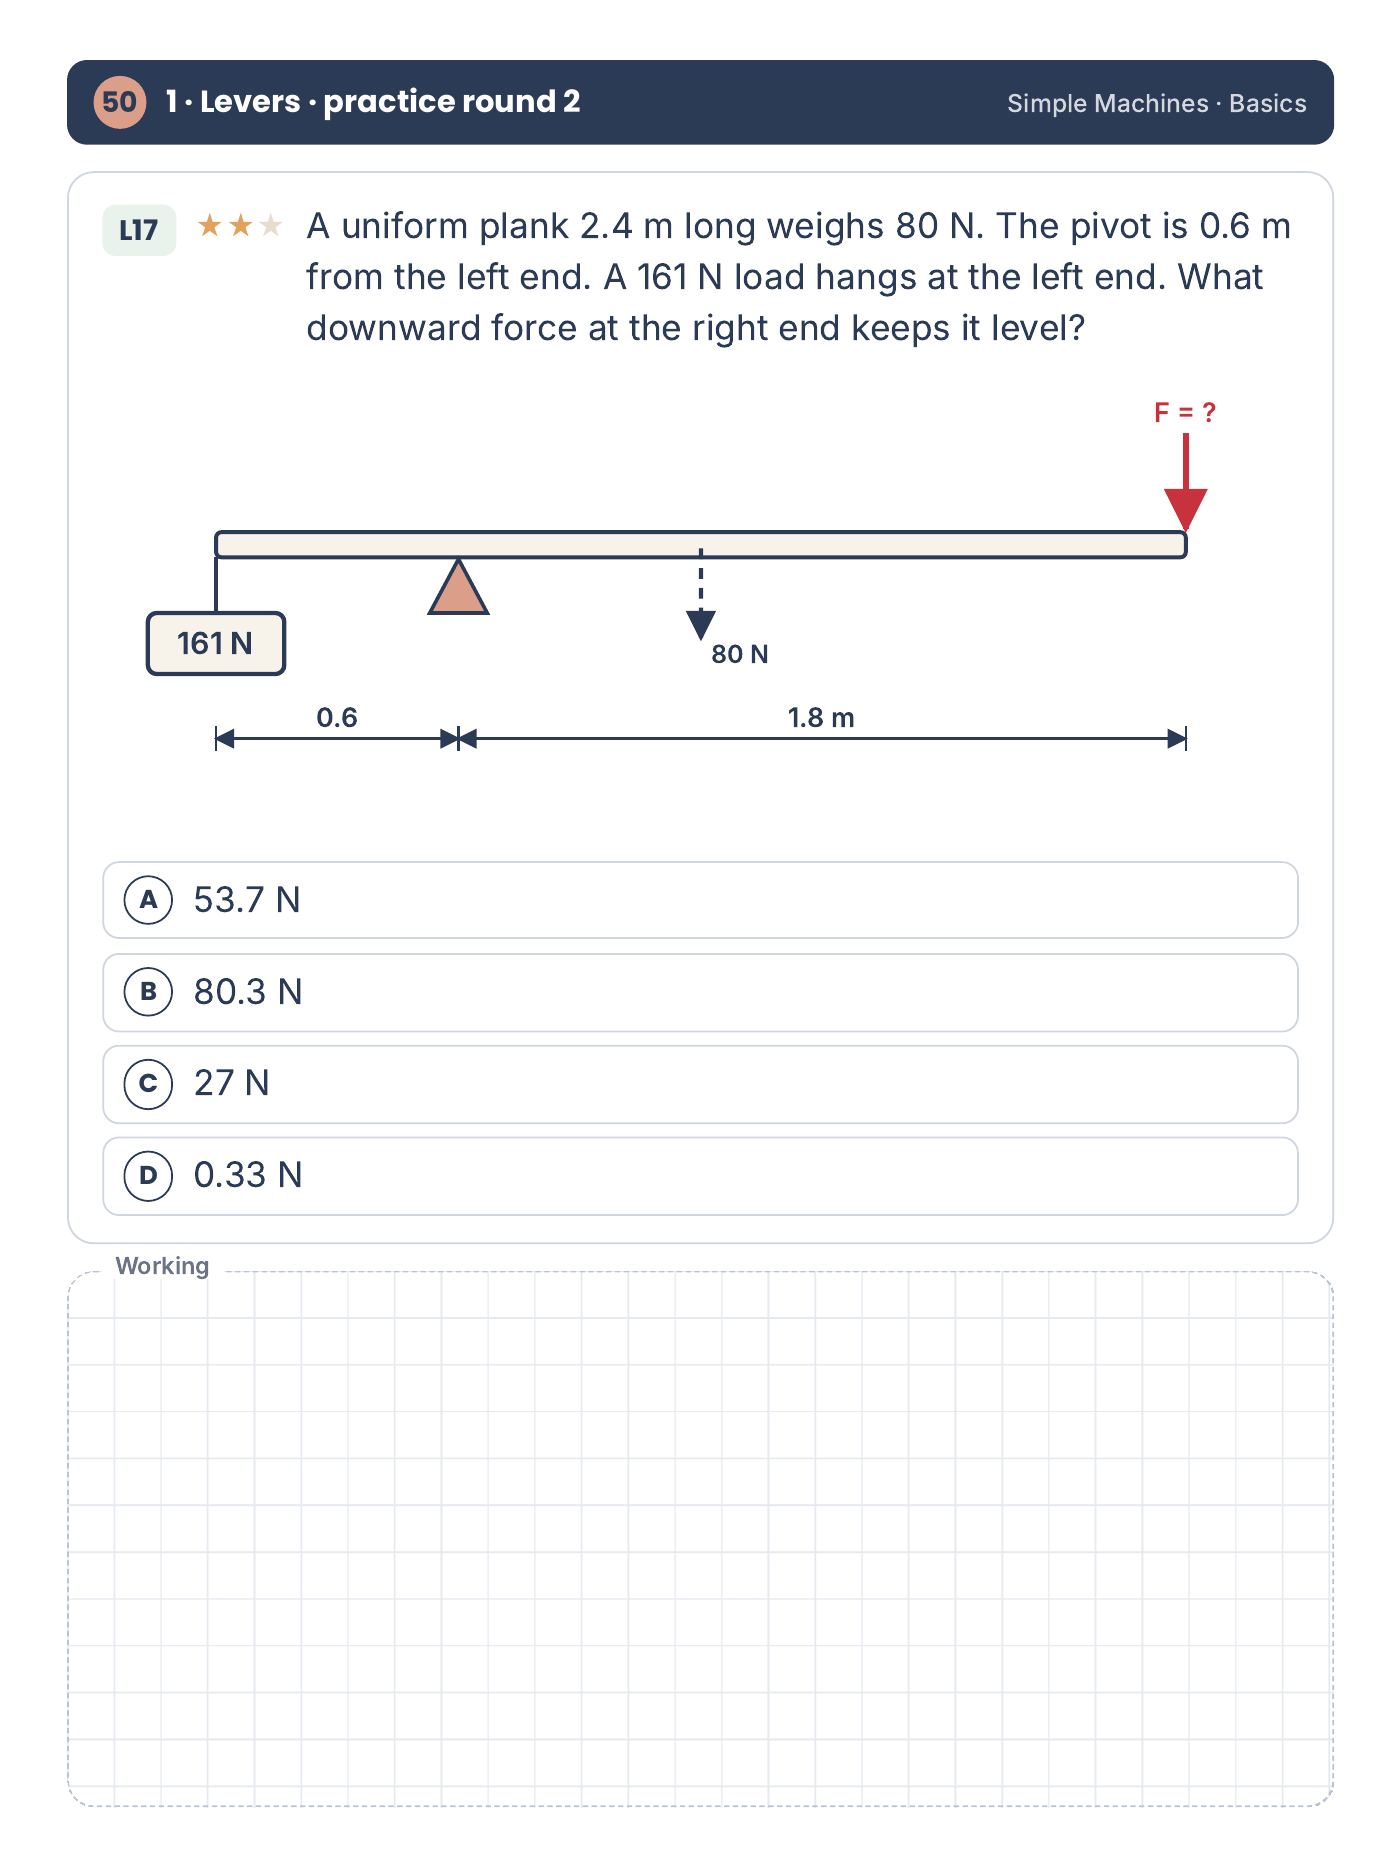 50 1 · Levers · practice round 2 Simple Machines · Basics
L17 ★★★ A uniform plank 2.4 m long weighs 80 N. The pivot is 0.6 m
from the left end. A 161 N load hangs at the left end. What
downward force at the right end keeps it level?
F = ?
161 N
80 N
0.6 1.8 m
A 53.7 N
B 80.3 N
C 27 N
D 0.33 N
Working